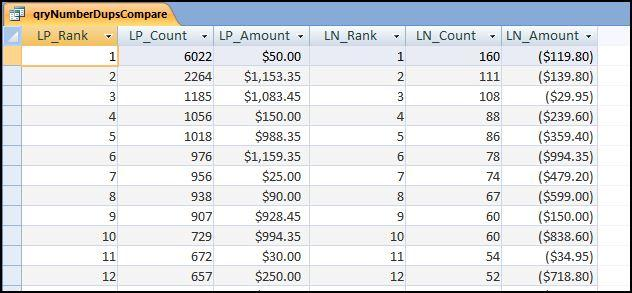 qryNumberDupsCompare
LP_Rank LP_Count LP_Amount LN_Rank LN_Count LN_Amount
1 6022 $50.00 1 160 ($119.80)
2 2264 $1,153.35 2 111 ($139.80)
3 1185 $1,083.45 3 108 ($29.95)
4 1056 $150.00 4 88 ($239.60)
5 1018 $988.35 5 86 ($359.40)
6 976 $1,159.35 6 78 ($994.35)
7 956 $25.00 7 74 ($479.20)
8 938 $90.00 8 67 ($599.00)
9 907 $928.45 9 60 ($150.00)
10 729 $994.35 10 60 ($838.60)
11 672 $30.00 11 54 ($34.95)
12 657 $250.00 12 52 ($718.80)